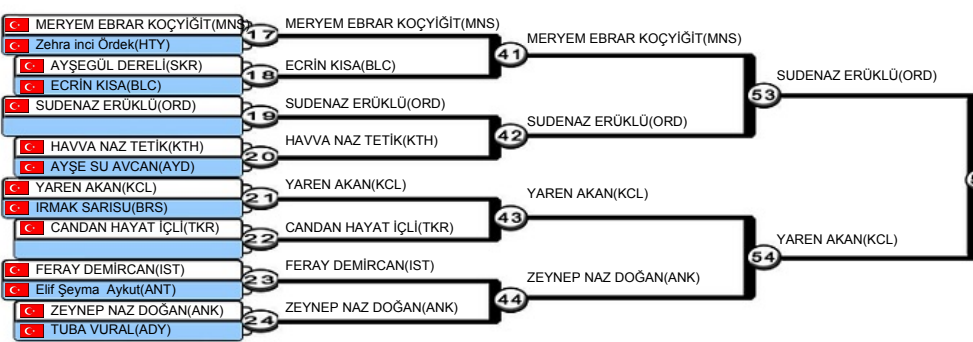 MERYEM EBRAR KOÇYİĞİT(MNS)
Zehra inci Ördek(HTY)
17
MERYEM EBRAR KOÇYİĞİT(MNS)
AYŞEGÜL DERELİ(SKR)
ECRİN KISA(BLC)
18
ECRİN KISA(BLC)
41
MERYEM EBRAR KOÇYİĞİT(MNS)
SUDENAZ ERÜKLÜ(ORD)
19
SUDENAZ ERÜKLÜ(ORD)
HAVVA NAZ TETİK(KTH)
AYŞE SU AVCAN(AYD)
20
HAVVA NAZ TETİK(KTH)
42
SUDENAZ ERÜKLÜ(ORD)
53
SUDENAZ ERÜKLÜ(ORD)
YAREN AKAN(KCL)
IRMAK SARISU(BRS)
21
YAREN AKAN(KCL)
CANDAN HAYAT İÇLİ(TKR)
22
CANDAN HAYAT İÇLİ(TKR)
43
YAREN AKAN(KCL)
FERAY DEMİRCAN(IST)
Elif Şeyma  Aykut(ANT)
23
FERAY DEMİRCAN(IST)
ZEYNEP NAZ DOĞAN(ANK)
TUBA VURAL(ADY)
24
ZEYNEP NAZ DOĞAN(ANK)
44
ZEYNEP NAZ DOĞAN(ANK)
54
YAREN AKAN(KCL)